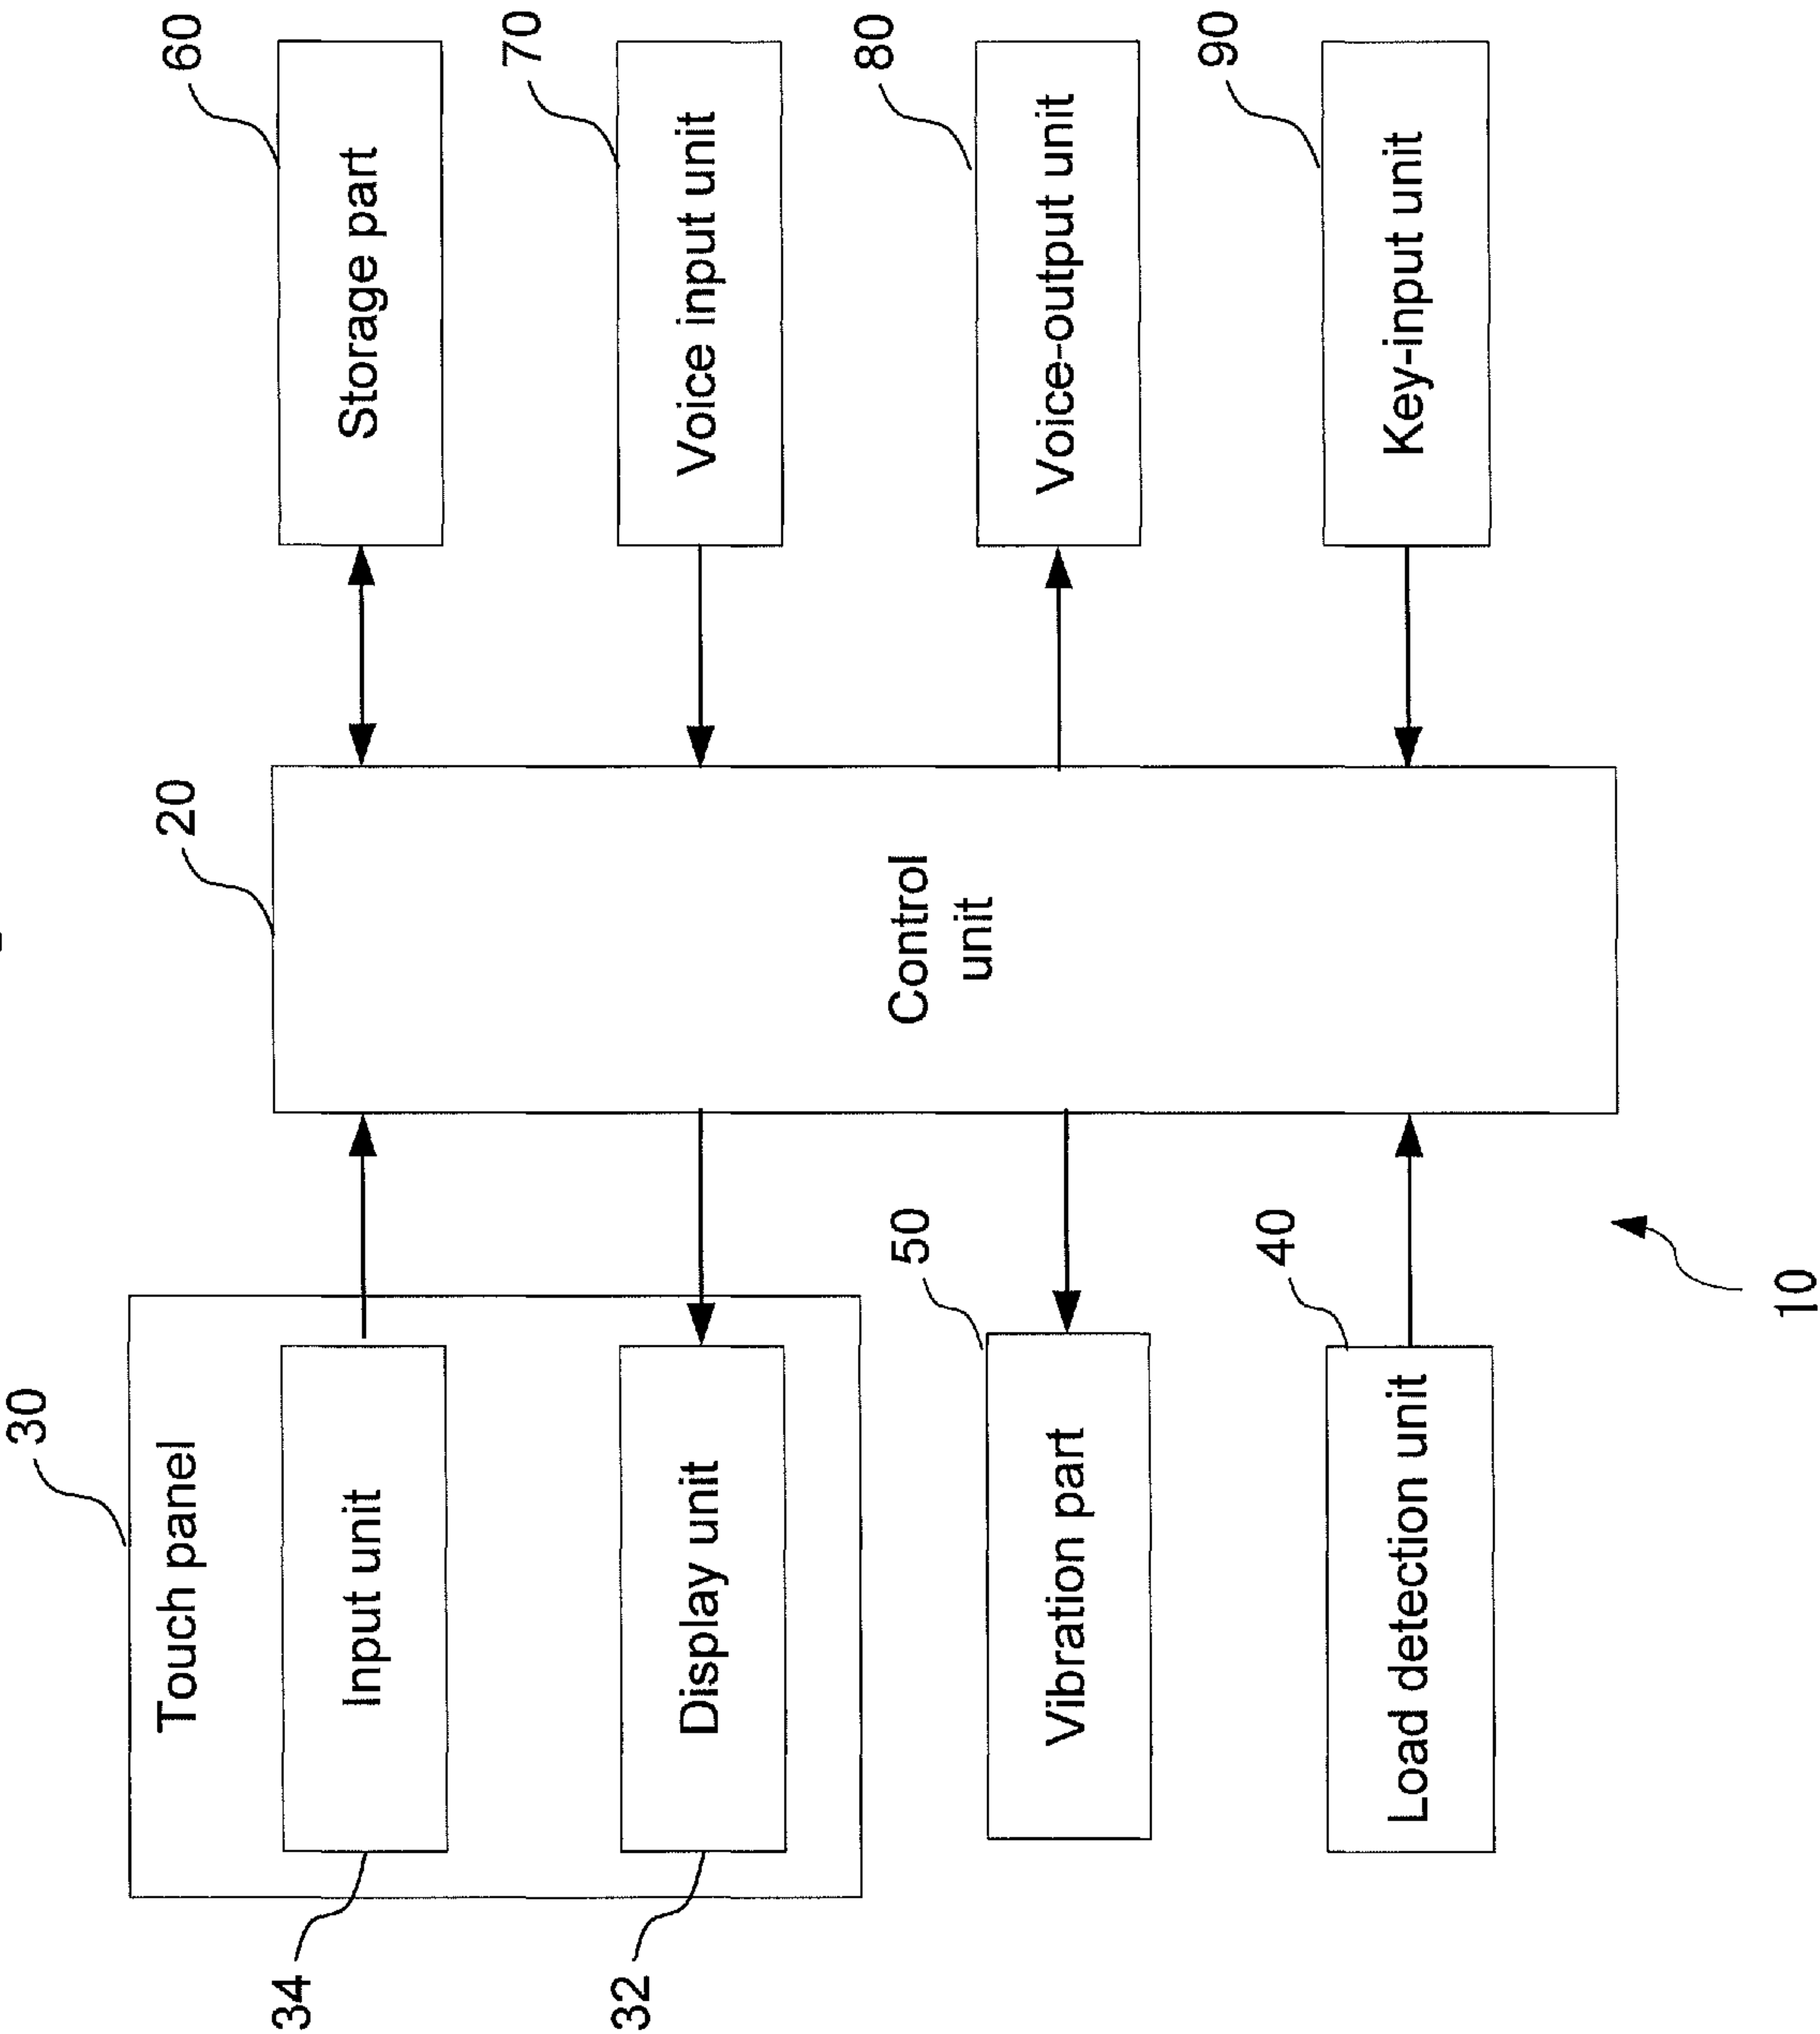 30
Touch panel
Input unit
34
Display unit
32
50
Vibration part
40
Load detection unit
20
Control
unit
60
Storage part
70
Voice input unit
80
Voice-output unit
90
Key-input unit
10